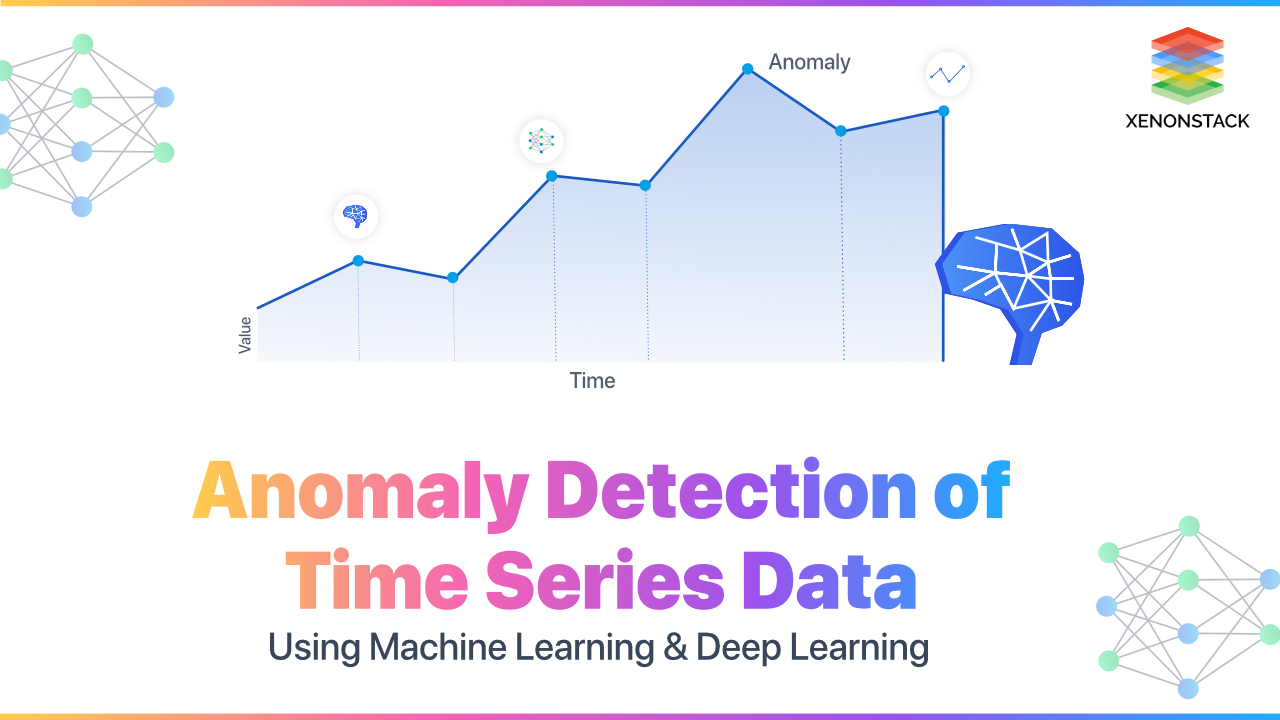 Anomaly
XENONSTACK
Value
Time
Anomaly Detection of
Time Series Data
Using Machine Learning & Deep Learning